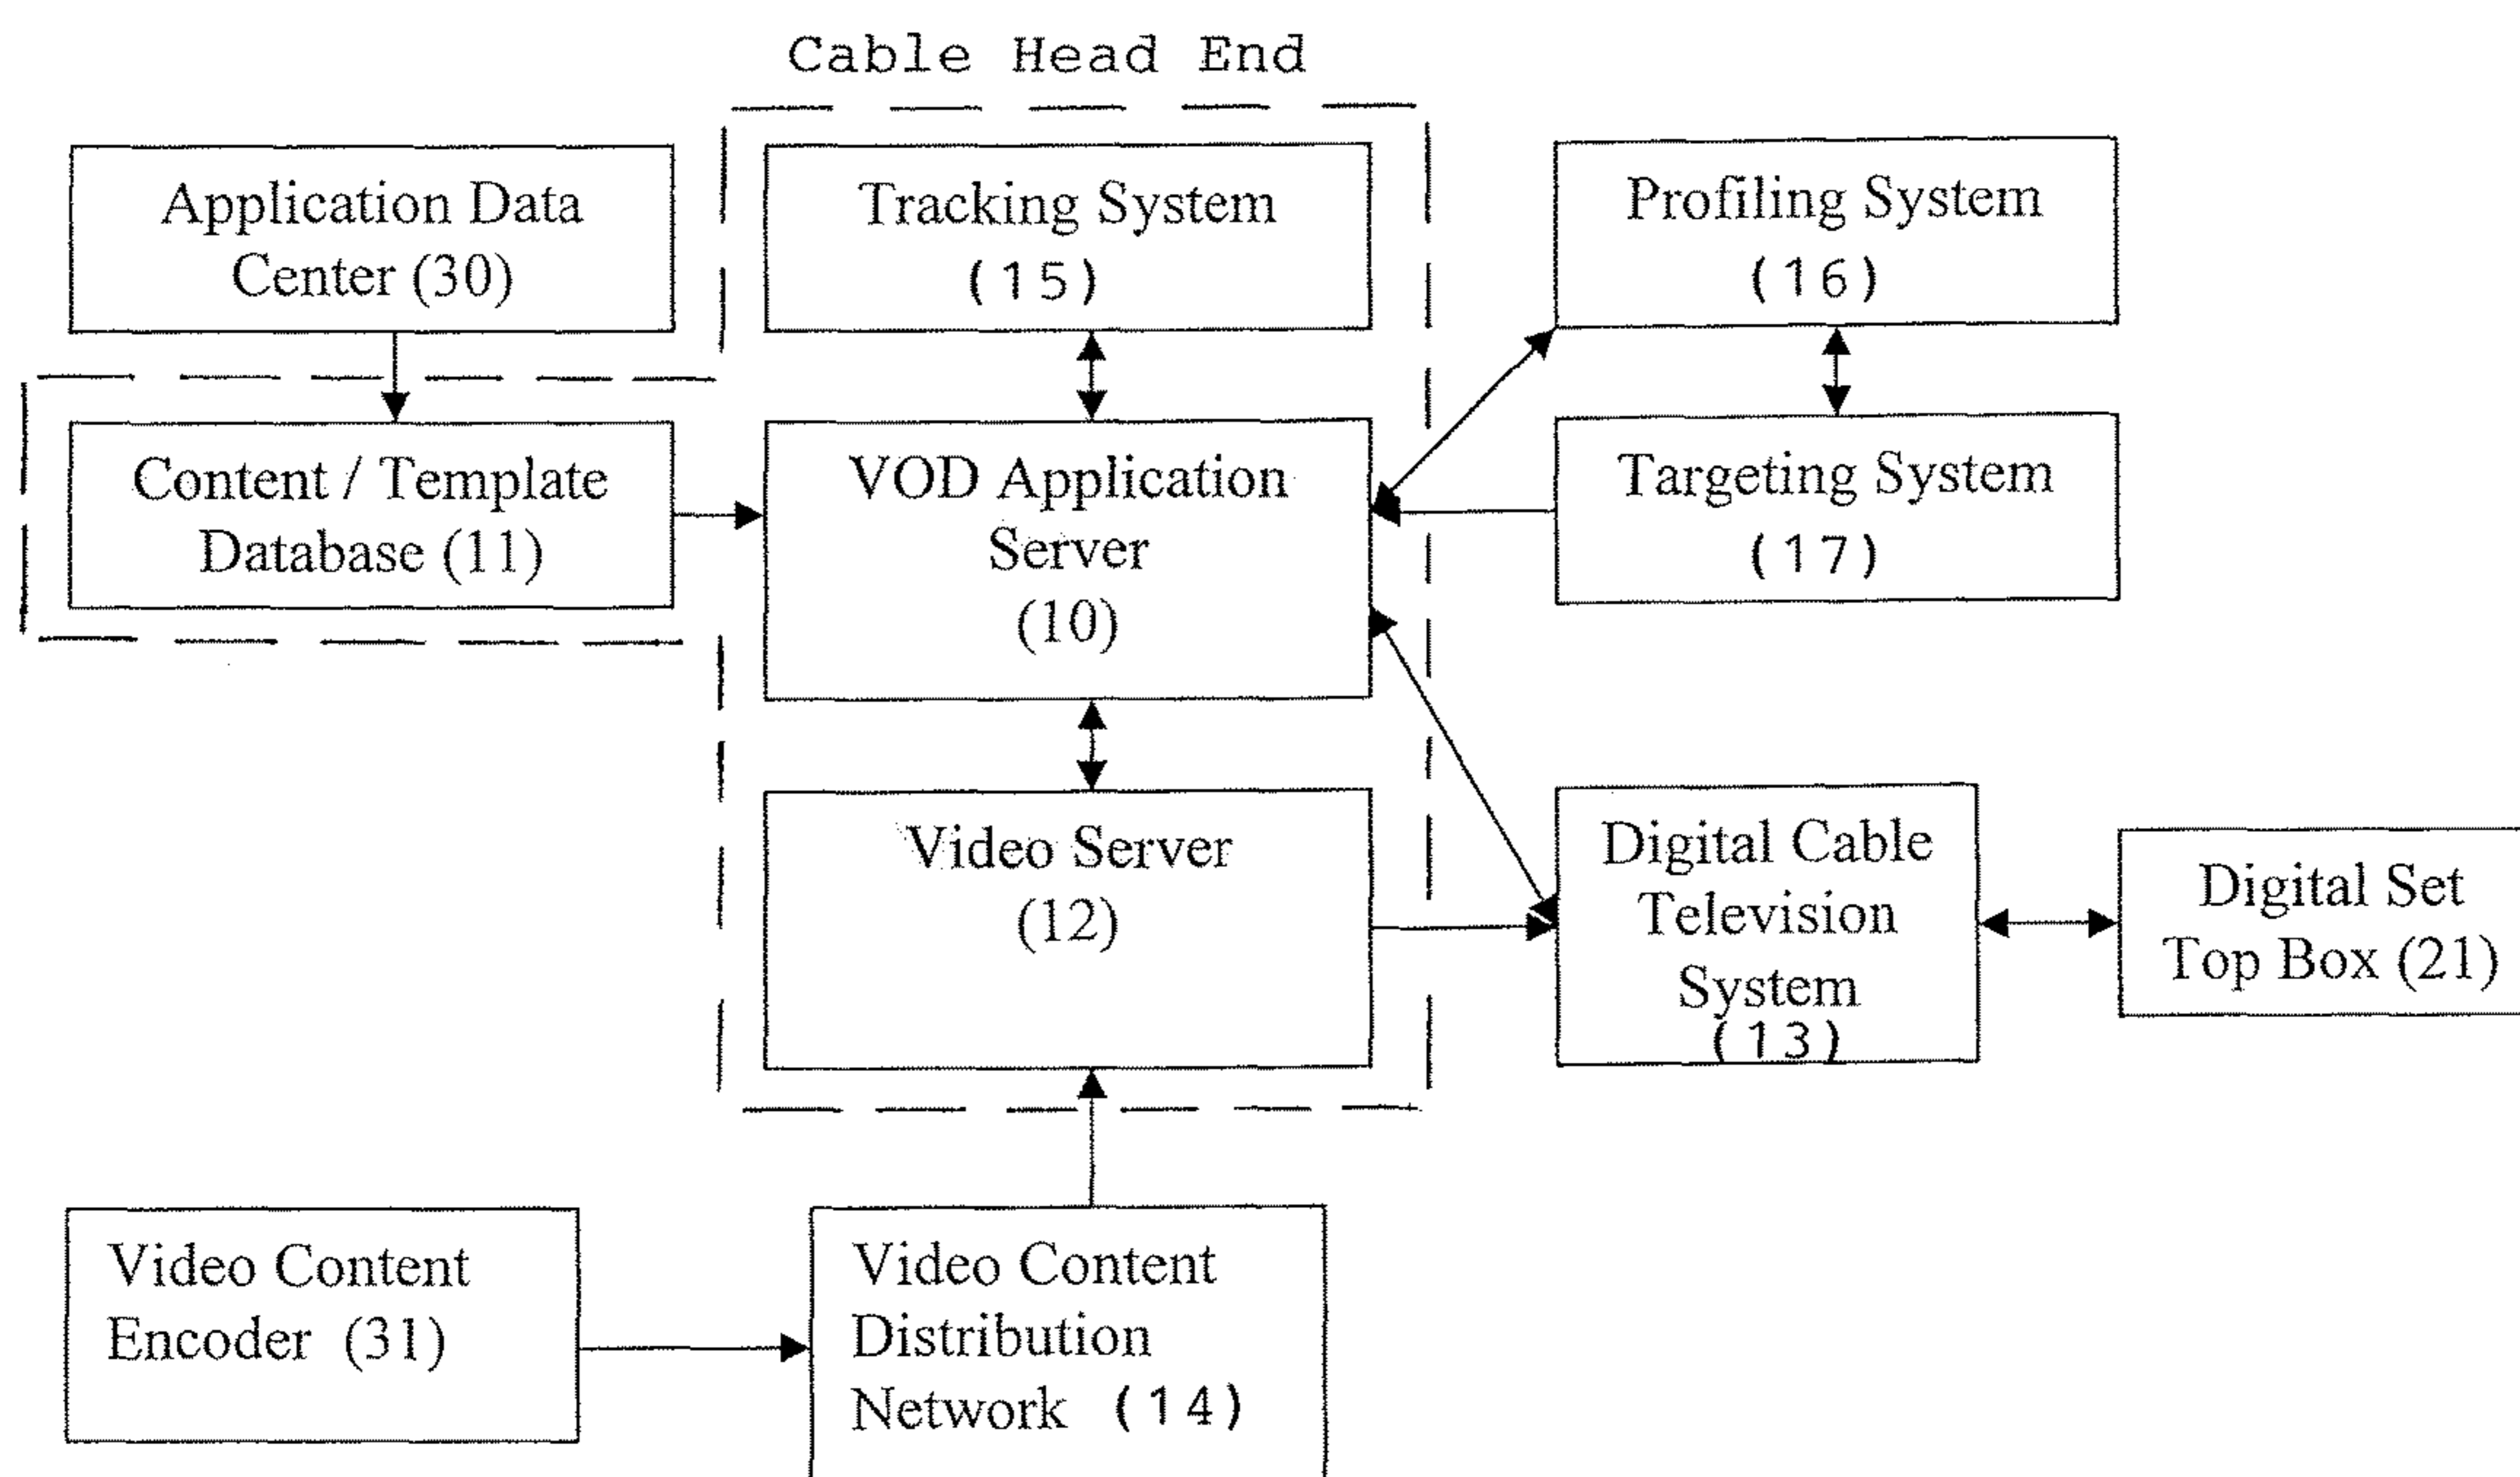 Cable Head End
Application Data
Center (30)
Tracking System
(15)
Profiling System
(16)
Content / Template
Database (11)
VOD Application
Server
(10)
Targeting System
(17)
Video Server
(12)
Digital Cable
Television
System
(13)
Digital Set
Top Box (21)
Video Content
Encoder (31)
Video Content
Distribution
Network (14)